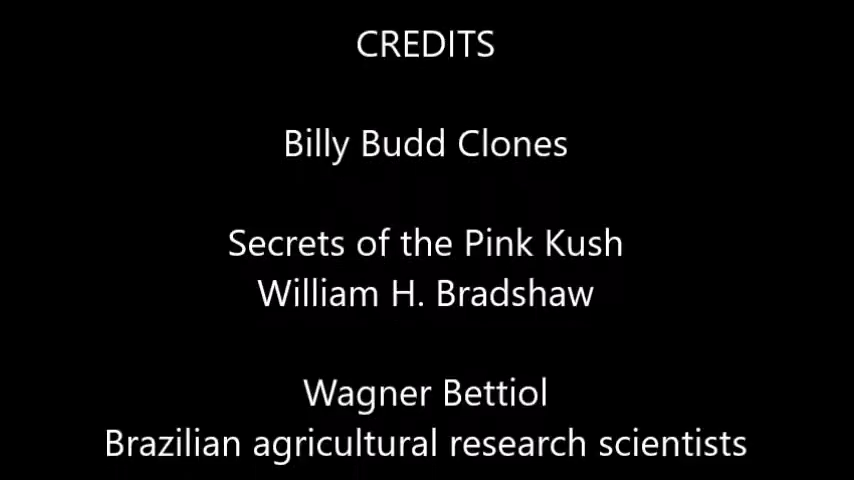 CREDITS
Billy Budd Clones
Secrets of the Pink Kush
William H. Bradshaw
Wagner Bettiol
Brazilian agricultural research scientists